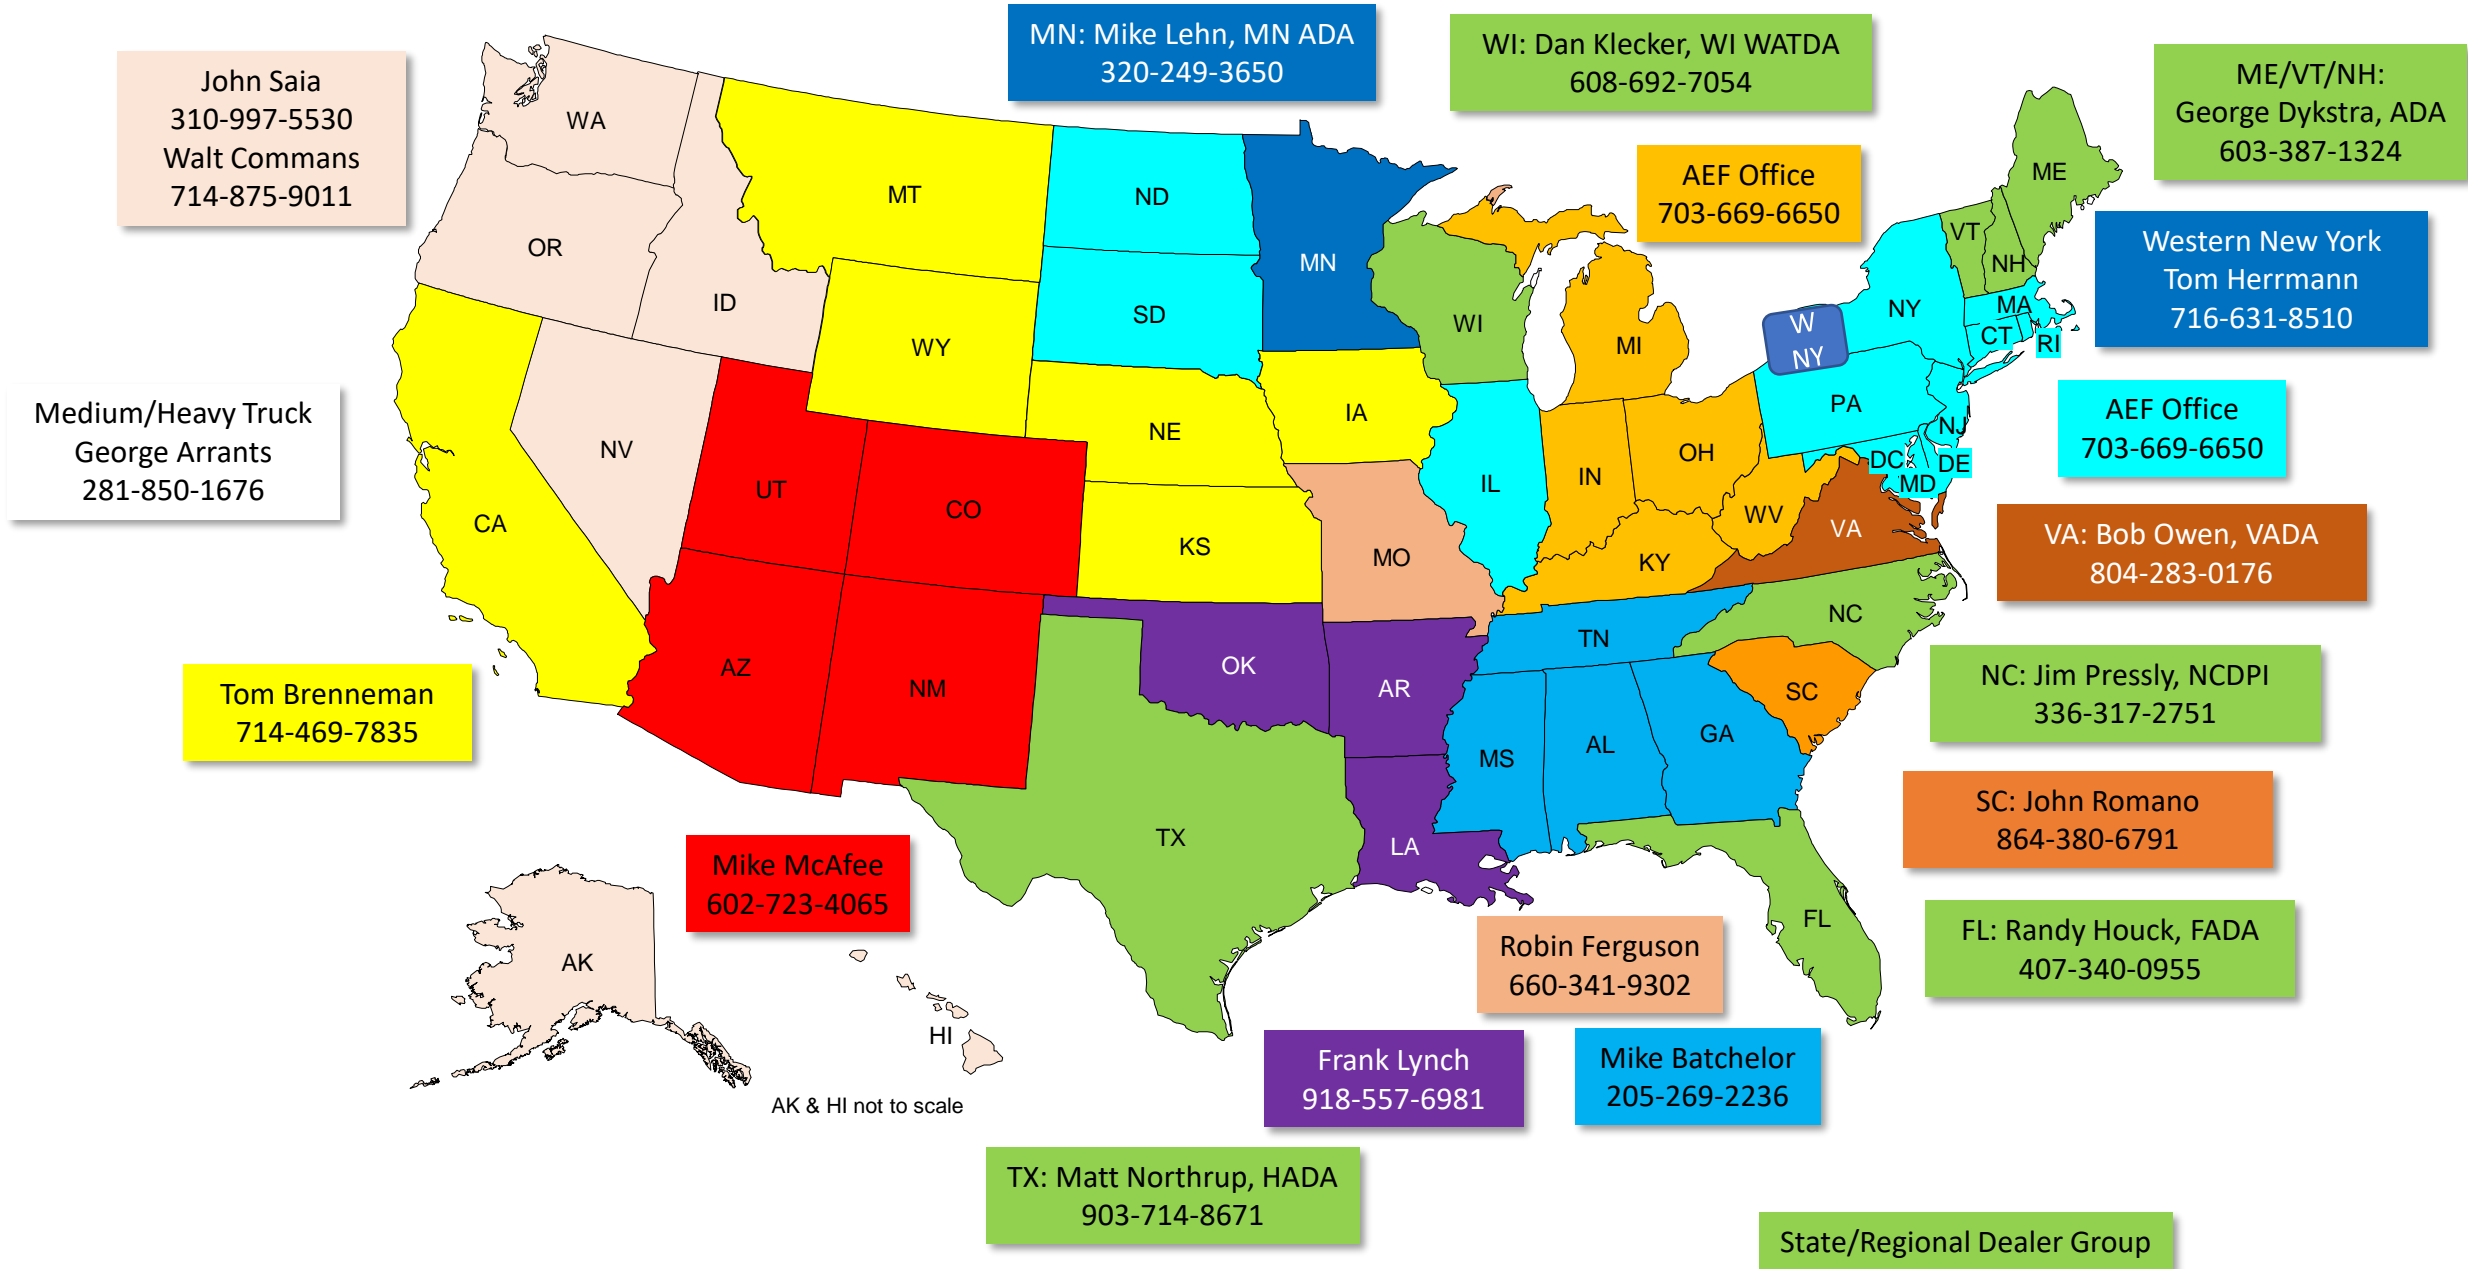 MN: Mike Lehn, MN ADA
320-249-3650
WI: Dan Klecker, WI WATDA
608-692-7054
ME/VT/NH:
George Dykstra, ADA
603-387-1324
John Saia
310-997-5530
Walt Commans
714-875-9011
AEF Office
703-669-6650
Western New York
Tom Herrmann
716-631-8510
Medium/Heavy Truck
George Arrants
281-850-1676
AEF Office
703-669-6650
VA: Bob Owen, VADA
804-283-0176
Tom Brenneman
714-469-7835
NC: Jim Pressly, NCDPI
336-317-2751
SC: John Romano
864-380-6791
Mike McAfee
602-723-4065
FL: Randy Houck, FADA
407-340-0955
Robin Ferguson
660-341-9302
Frank Lynch
918-557-6981
Mike Batchelor
205-269-2236
TX: Matt Northrup, HADA
903-714-8671
State/Regional Dealer Group
WA
OR
ID
MT
WY
ND
SD
MN
WI
MI
ME
VT
NH
NY
W
NY
MA
CT
RI
PA
NJ
DC
DE
MD
CA
NV
UT
CO
NE
KS
IA
MO
IL
IN
OH
WV
KY
VA
NC
TN
SC
AZ
NM
OK
AR
TX
LA
MS
AL
GA
FL
AK
HI
AK & HI not to scale